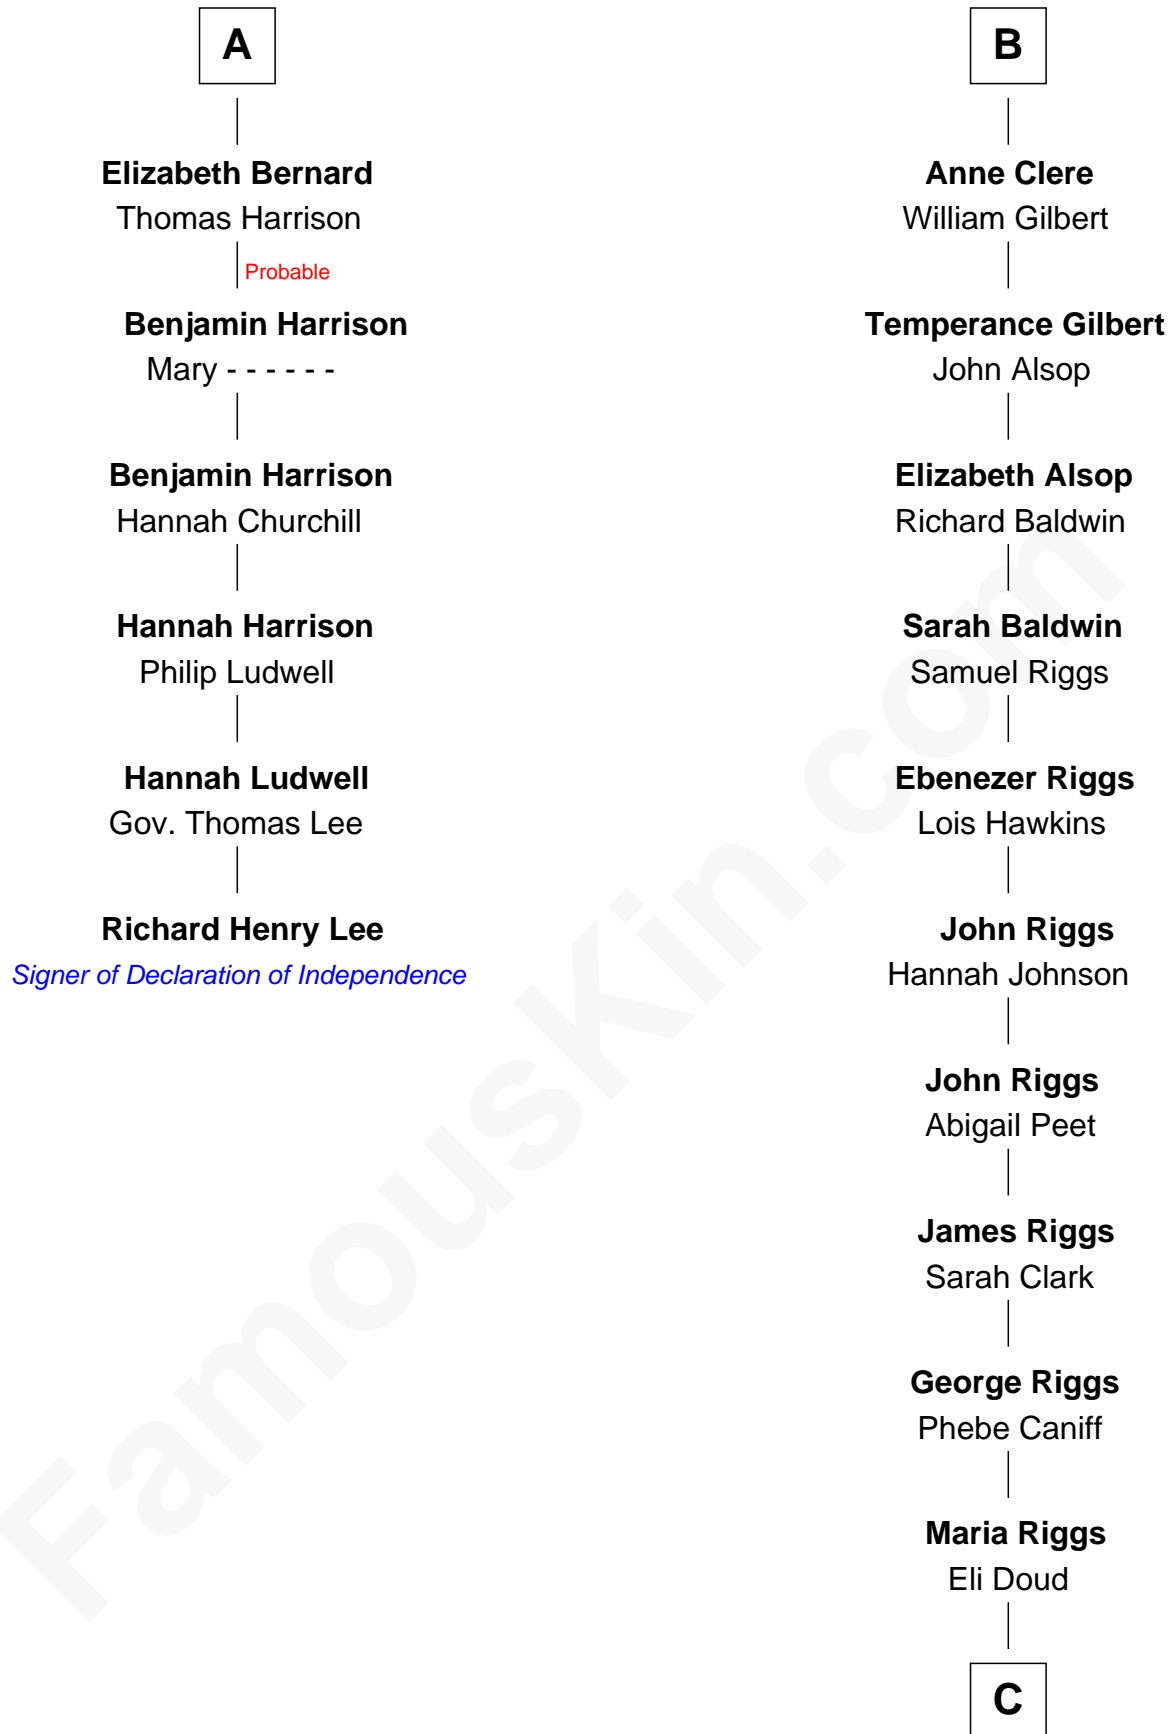 A
Elizabeth Bernard
Thomas Harrison
Probable
Benjamin Harrison
Mary - - - - - -
Benjamin Harrison
Hannah Churchill
Hannah Harrison
Philip Ludwell
Hannah Ludwell
Gov. Thomas Lee
Richard Henry Lee
Signer of Declaration of Independence
B
Anne Clere
William Gilbert
Temperance Gilbert
John Alsop
Elizabeth Alsop
Richard Baldwin
Sarah Baldwin
Samuel Riggs
Ebenezer Riggs
Lois Hawkins
John Riggs
Hannah Johnson
John Riggs
Abigail Peet
James Riggs
Sarah Clark
George Riggs
Phebe Caniff
Maria Riggs
Eli Doud
C
FamousKin.com